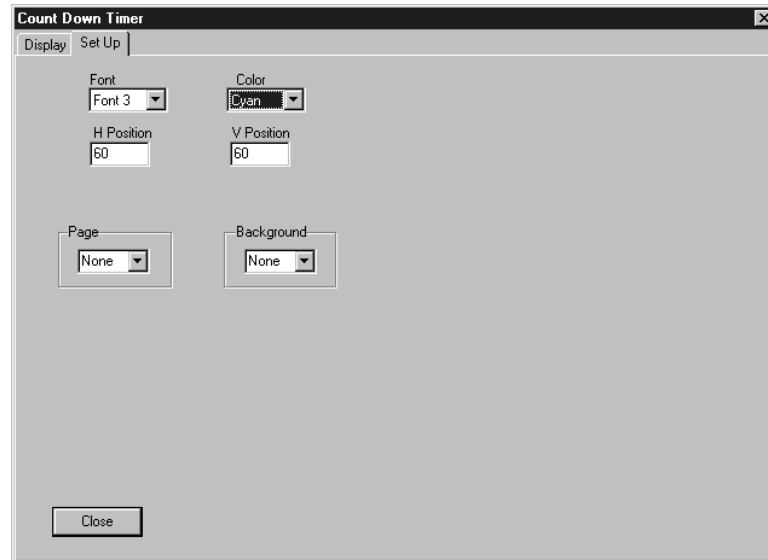 Count Down Timer
Display Set Up
Font Color
Font 3 Cyan
H Position V Position
60 60
Page Background
None None
Close